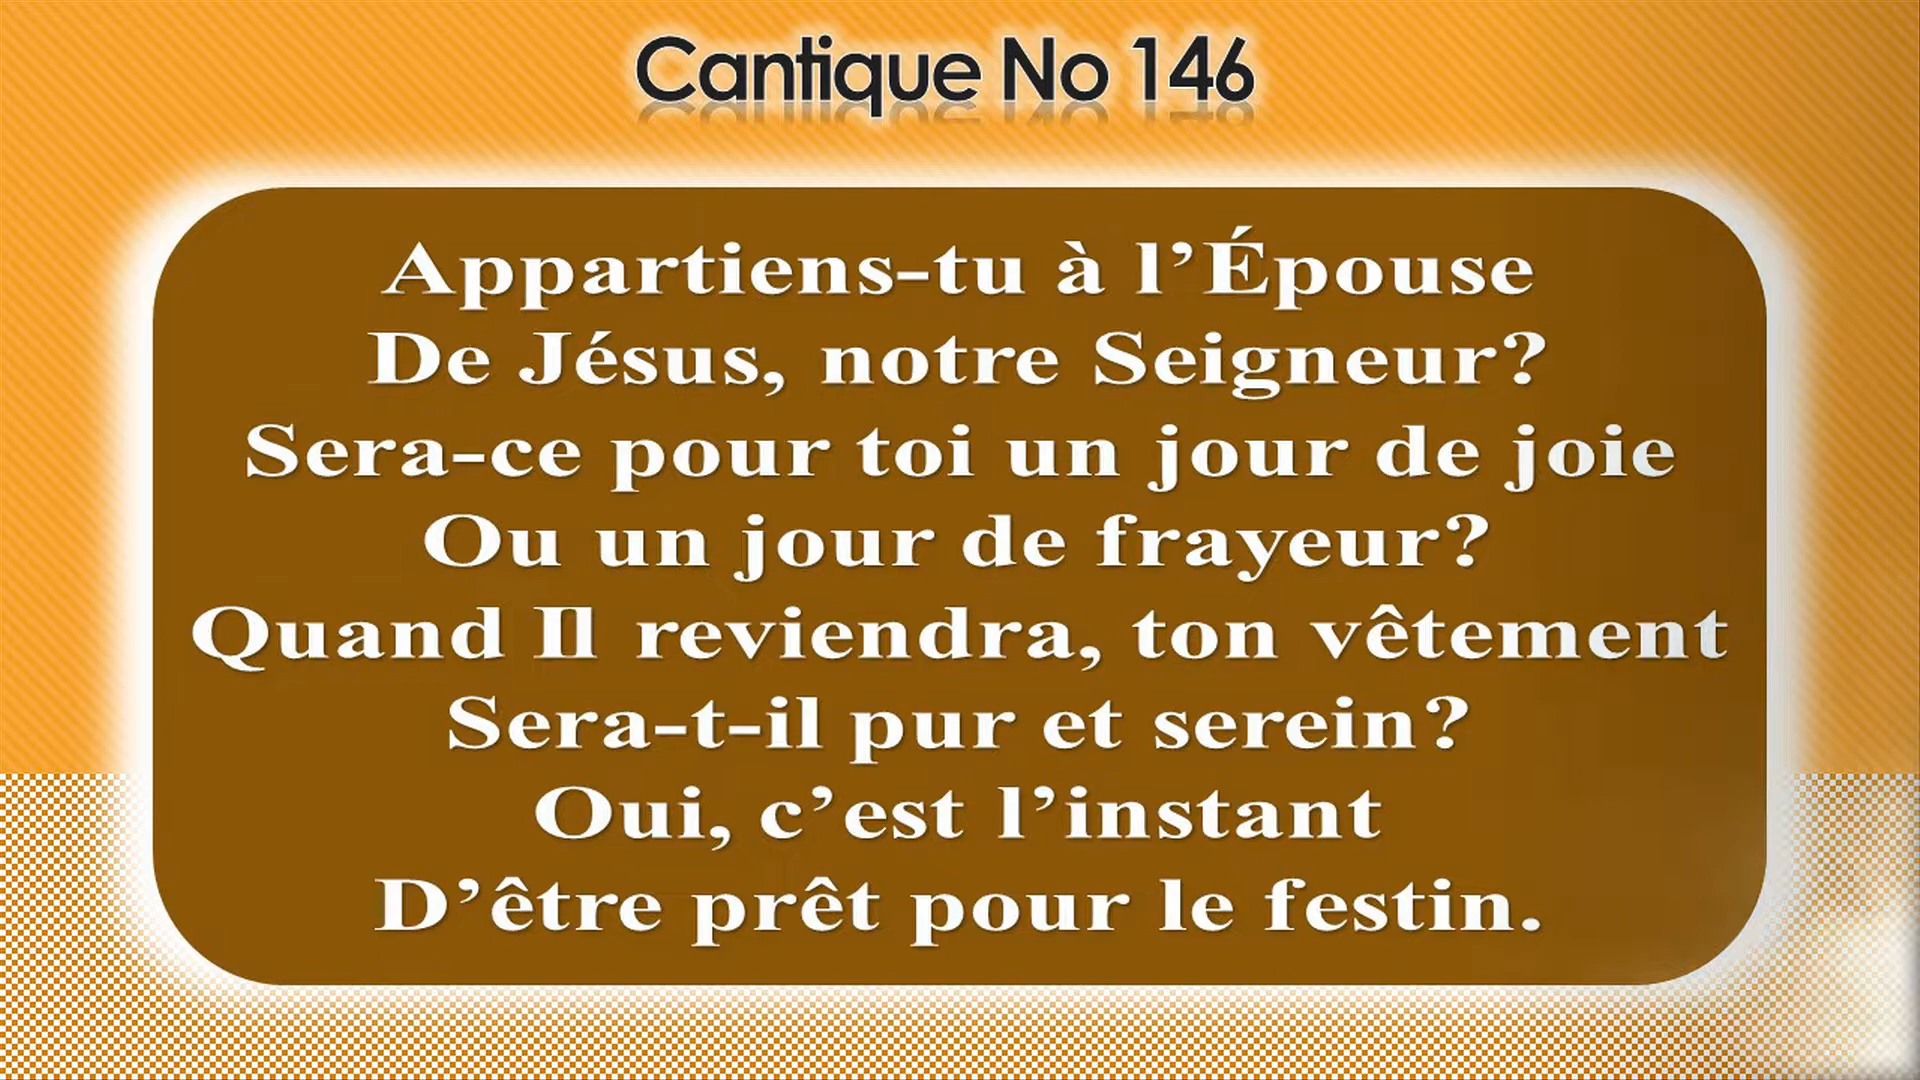 Cantique No 146
Appartiens-tu à l’Épouse
De Jésus, notre Seigneur?
Sera-ce pour toi un jour de joie
Ou un jour de frayeur?
Quand Il reviendra, ton vêtement
Sera-t-il pur et serein?
Oui, c’est l’instant
D’être prêt pour le festin.